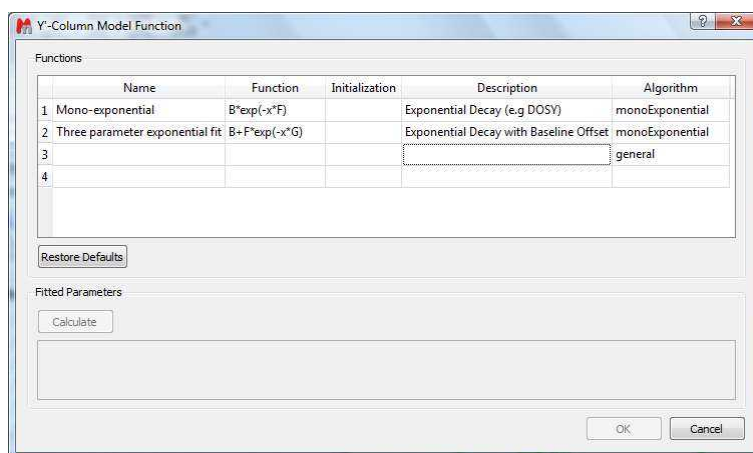 Y'-Column Model Function
Functions
Name Function Initialization Description Algorithm
1 Mono-exponential B*exp(-x*F) Exponential Decay (e.g DOSY) monoExponential
2 Three parameter exponential fit B+F*exp(-x*G) Exponential Decay with Baseline Offset monoExponential
3 general
4
Restore Defaults
Fitted Parameters
Calculate
OK Cancel